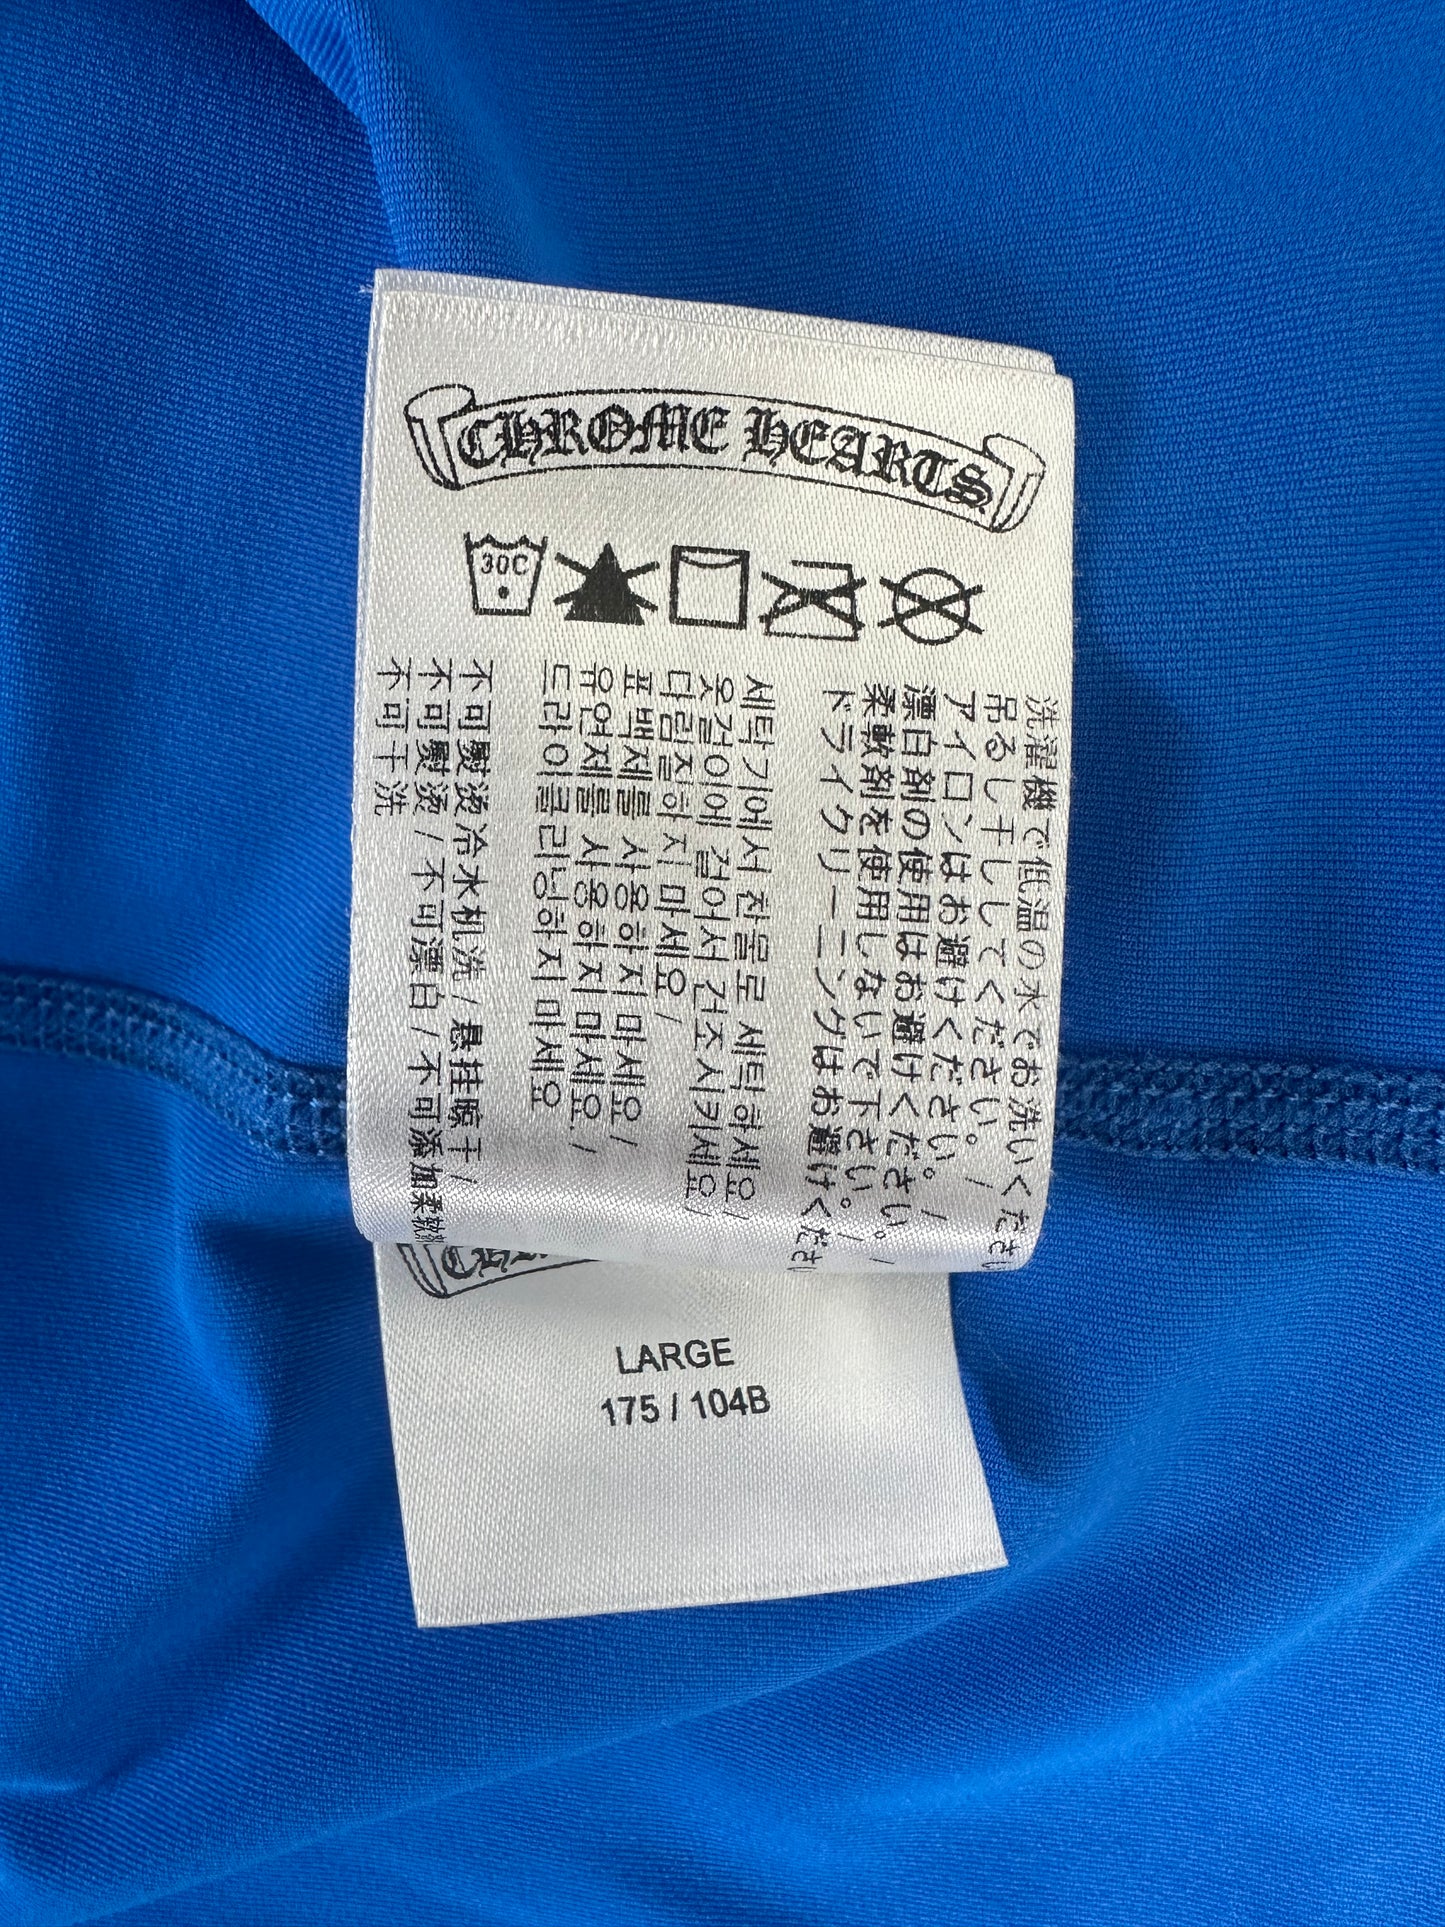 CHROME HEARTS
30C
洗濯機で低温の水でお洗いくださ
吊るし干ししてください。/
アイロンはお避けください。/
漂白剤の使用はお避けください。/
柔軟剤を使用しないで下さい。/
ドライクリーニングはお避けくださ
세탁기에서 찬물로 세탁하세요/
옷걸이에 걸어서 건조시키세요/
다림질하지 마세요/
표백제를 사용하지 마세요/
유연제를 사용하지 마세요./
드라이클리닝하지 마세요
不可熨烫冷水机洗/悬挂晾干/
不可熨烫/不可漂白/不可添加柔软
不可干洗
LARGE
175 / 104B